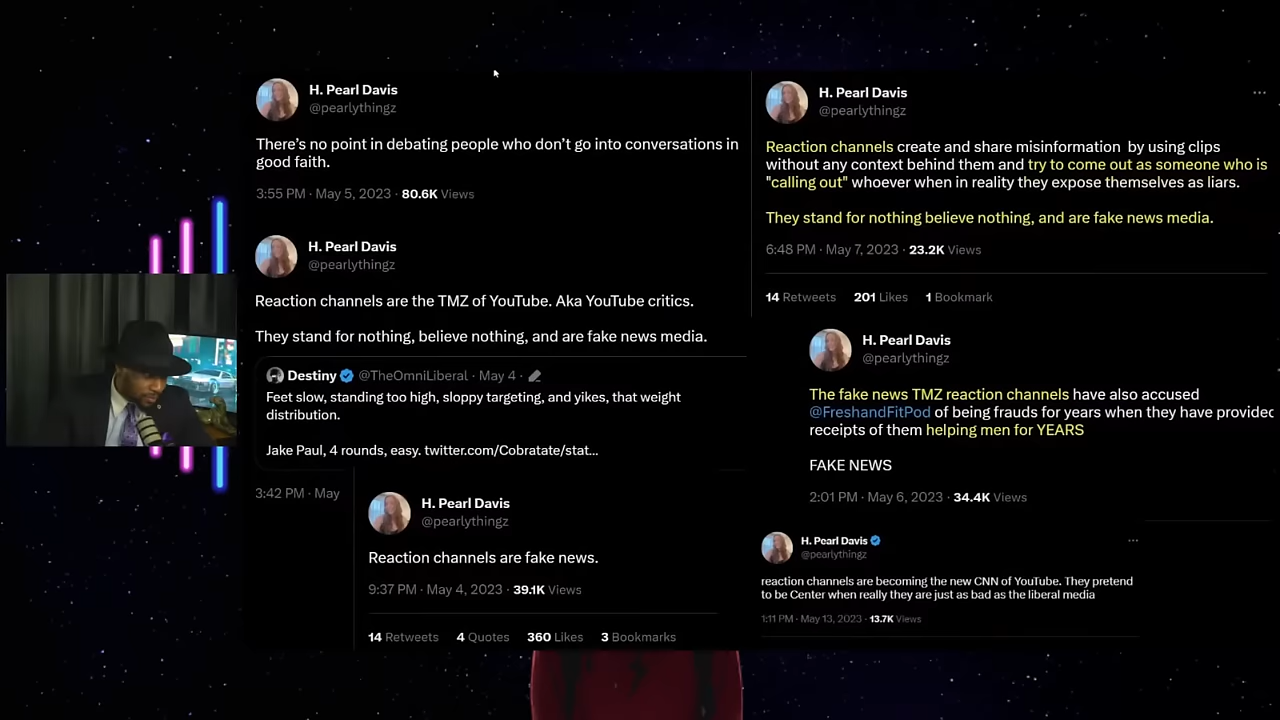 H. Pearl Davis
@pearlythingz
There's no point in debating people who don't go into conversations in
good faith.
3:55 PM · May 5, 2023 · 80.6K Views
H. Pearl Davis
@pearlythingz
Reaction channels are the TMZ of YouTube. Aka YouTube critics.
They stand for nothing, believe nothing, and are fake news media.
Destiny @TheOmniLiberal · May 4 ·
Feet slow, standing too high, sloppy targeting, and yikes, that weight
distribution.
Jake Paul, 4 rounds, easy. twitter.com/Cobratate/stat...
3:42 PM · May
H. Pearl Davis
@pearlythingz
Reaction channels are fake news.
9:37 PM · May 4, 2023 · 39.1K Views
14 Retweets 4 Quotes 360 Likes 3 Bookmarks
H. Pearl Davis
@pearlythingz
Reaction channels create and share misinformation by using clips
without any context behind them and try to come out as someone who is
"calling out" whoever when in reality they expose themselves as liars.
They stand for nothing believe nothing, and are fake news media.
6:48 PM · May 7, 2023 · 23.2K Views
14 Retweets 201 Likes 1 Bookmark
H. Pearl Davis
@pearlythingz
The fake news TMZ reaction channels have also accused
@FreshandFitPod of being frauds for years when they have provided
receipts of them helping men for YEARS
FAKE NEWS
2:01 PM · May 6, 2023 · 34.4K Views
H. Pearl Davis
@pearlythingz
reaction channels are becoming the new CNN of YouTube. They pretend
to be Center when really they are just as bad as the liberal media
1:11 PM · May 13, 2023 · 13.7K Views